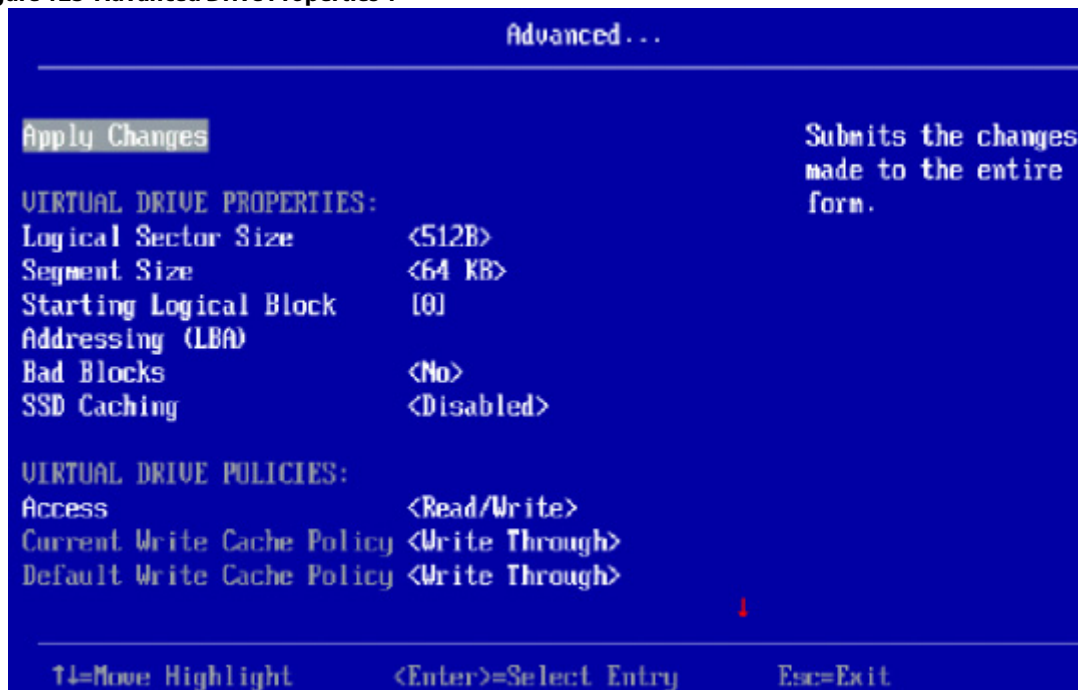 Advanced...
Apply Changes
Submits the changes
made to the entire
form.
VIRTUAL DRIVE PROPERTIES:
Logical Sector Size <512B>
Segment Size <64 KB>
Starting Logical Block [0]
Addressing (LBA)
Bad Blocks <No>
SSD Caching <Disabled>
VIRTUAL DRIVE POLICIES:
Access <Read/Write>
Current Write Cache Policy <Write Through>
Default Write Cache Policy <Write Through>
↓
↑↓=Move Highlight <Enter>=Select Entry Esc=Exit